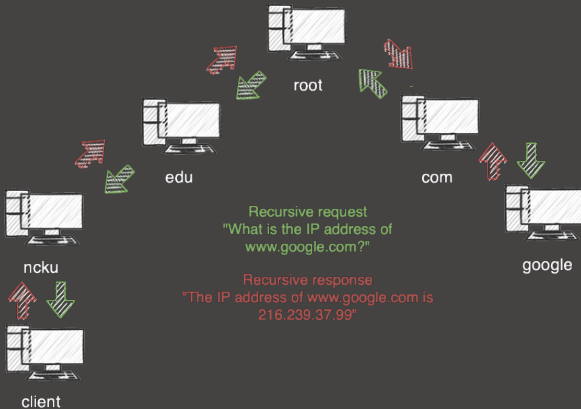 root
edu
com
Recursive request
"What is the IP address of
www.google.com?"
google
ncku
Recursive response
"The IP address of www.google.com is
216.239.37.99"
client